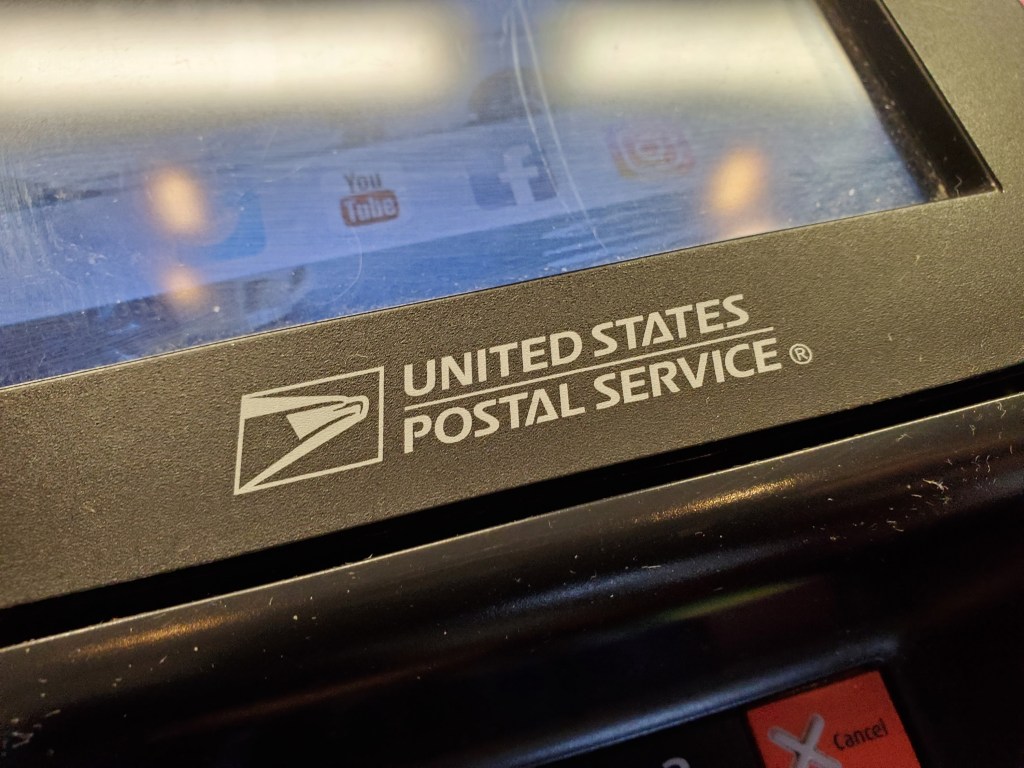 You
Tube
f
UNITED STATES
POSTAL SERVICE®
Cancel